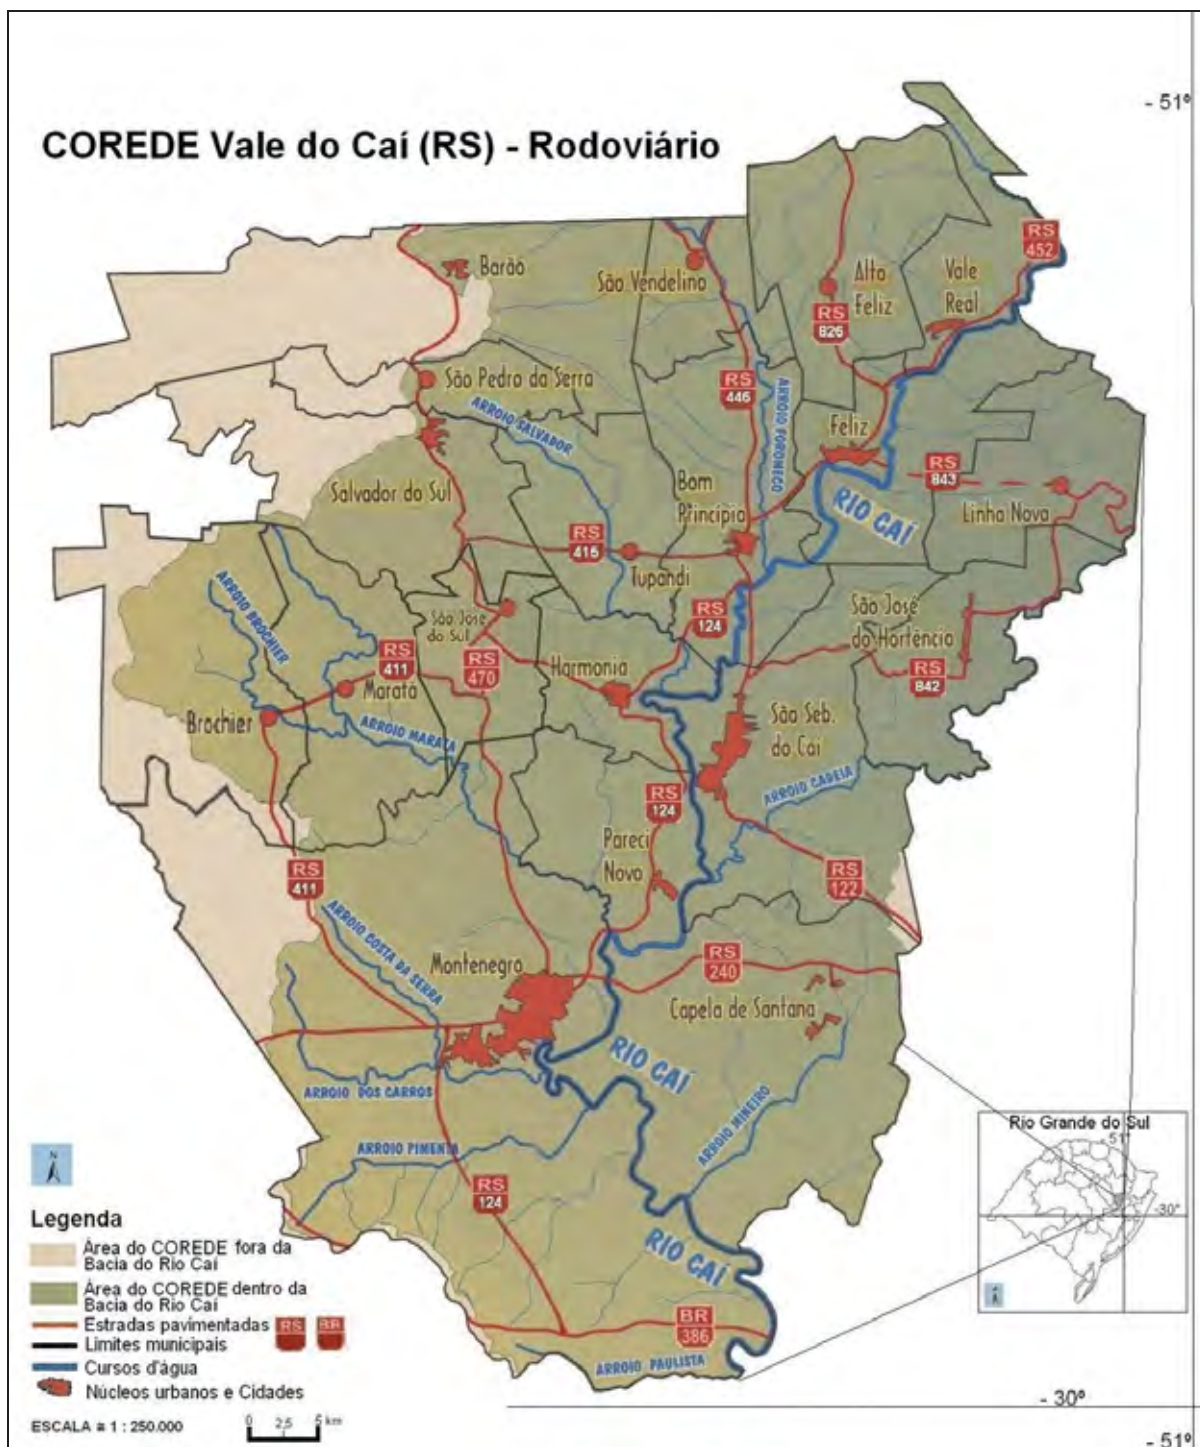 - 51º
COREDE Vale do Caí (RS) - Rodoviário
RS
452
Barão
São Vendelino
Alto
Feliz
Vale
Real
RS
826
São Pedro da Serra
RS
446
ARROIO SALVADOR
ARROIO FOROMECO
Feliz
RS
843
Salvador do Sul
Bom
Princípio
RIO CAÍ
Linha Nova
RS
416
Tupandi
ARROIO BROCHIER
São José
do Sul
RS
124
São José
do Hortêncio
RS
411
RS
470
Harmonia
RS
842
Maratá
Brochier
ARROIO MARATA
São Seb.
do Caí
ARROIO CADEIA
RS
124
Pareci
Novo
RS
411
RS
122
ARROIO COSTA DA SERRA
Montenegro
RS
240
Capela de Santana
RIO CAÍ
ARROIO DOS CARROS
ARROIO MINEIRO
ARROIO PIMENTA
RS
124
RIO CAÍ
BR
386
ARROIO PAULISTA
Rio Grande do Sul
- 51°
-30°
N
Legenda
Área do COREDE fora da
Bacia do Rio Caí
Área do COREDE dentro da
Bacia do Rio Caí
Estradas pavimentadas RS BR
Limites municipais
Cursos d'água
Núcleos urbanos e Cidades
ESCALA ≅ 1 : 250.000
0 2,5 5 km
- 30º
- 51º